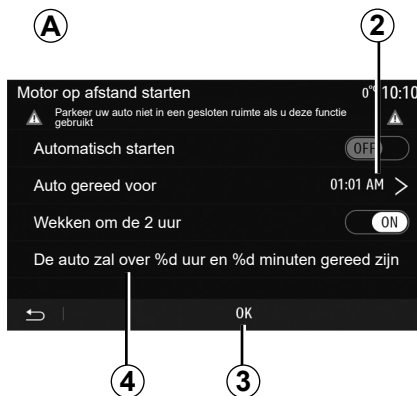 A
2
Motor op afstand starten
0°
10:10
Parkeer uw auto niet in een gesloten ruimte als u deze functie
gebruikt
Automatisch starten
OFF
Auto gereed voor
01:01 AM
Wekken om de 2 uur
ON
De auto zal over %d uur en %d minuten gereed zijn
OK
4
3